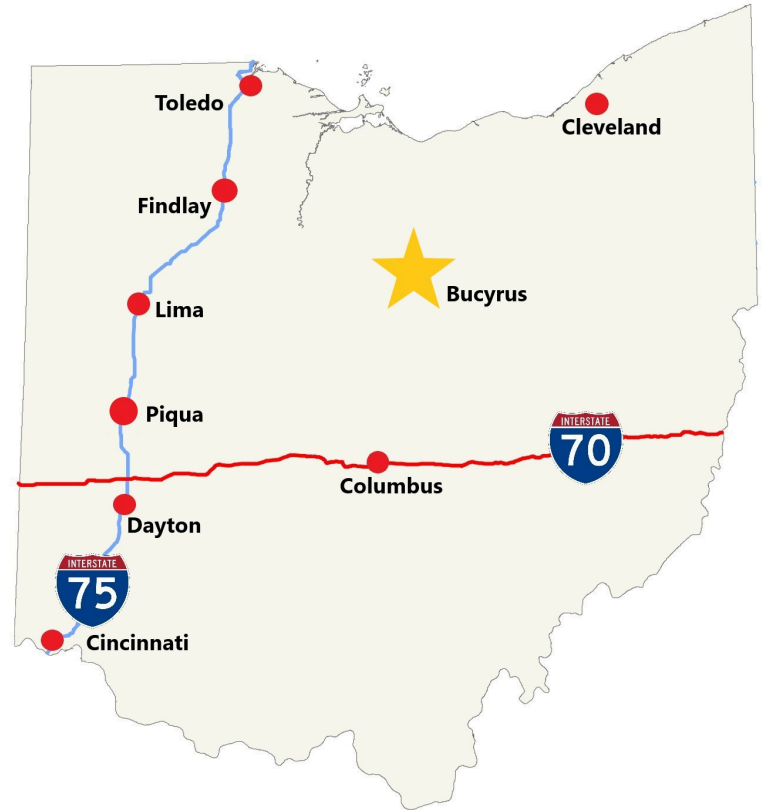 Toledo
Cleveland
Findlay
Bucyrus
Lima
Piqua
INTERSTATE
70
Columbus
Dayton
INTERSTATE
75
Cincinnati